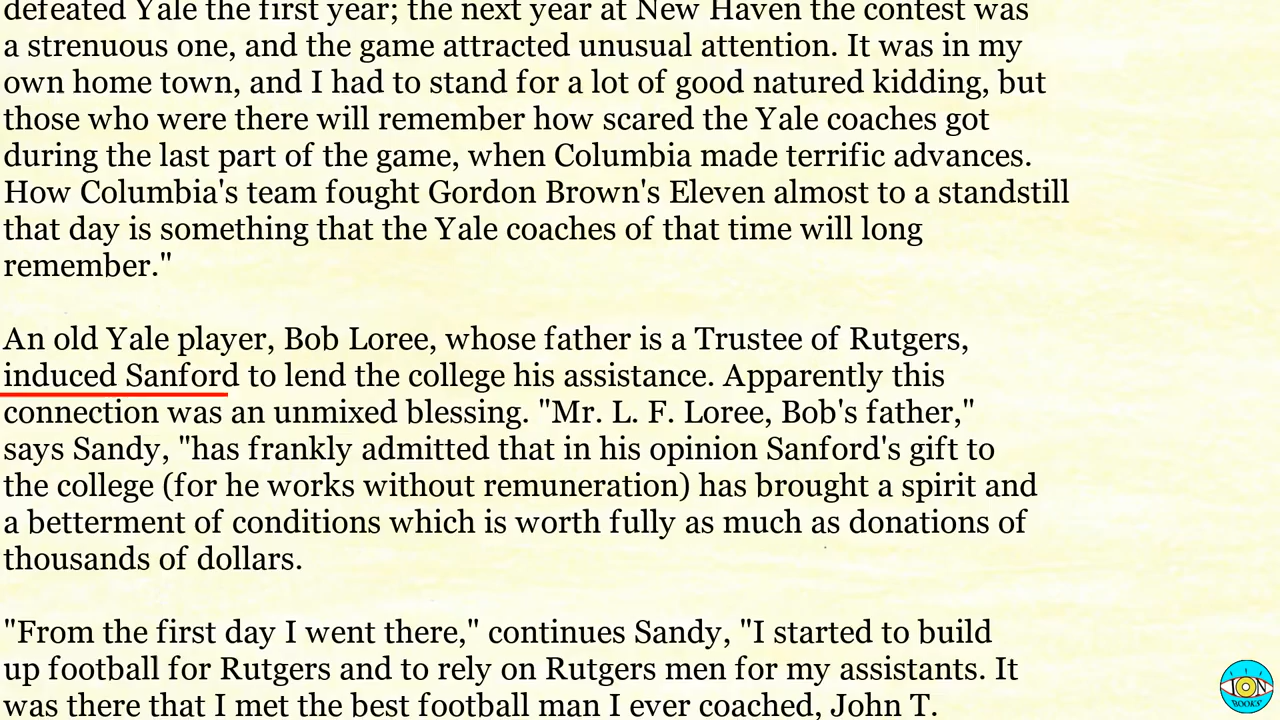 defeated Yale the first year; the next year at New Haven the contest was
a strenuous one, and the game attracted unusual attention. It was in my
own home town, and I had to stand for a lot of good natured kidding, but
those who were there will remember how scared the Yale coaches got
during the last part of the game, when Columbia made terrific advances.
How Columbia's team fought Gordon Brown's Eleven almost to a standstill
that day is something that the Yale coaches of that time will long
remember."
An old Yale player, Bob Loree, whose father is a Trustee of Rutgers,
induced Sanford to lend the college his assistance. Apparently this
connection was an unmixed blessing. "Mr. L. F. Loree, Bob's father,"
says Sandy, "has frankly admitted that in his opinion Sanford's gift to
the college (for he works without remuneration) has brought a spirit and
a betterment of conditions which is worth fully as much as donations of
thousands of dollars.
"From the first day I went there," continues Sandy, "I started to build
up football for Rutgers and to rely on Rutgers men for my assistants. It
was there that I met the best football man I ever coached, John T.
ION
BOOKS